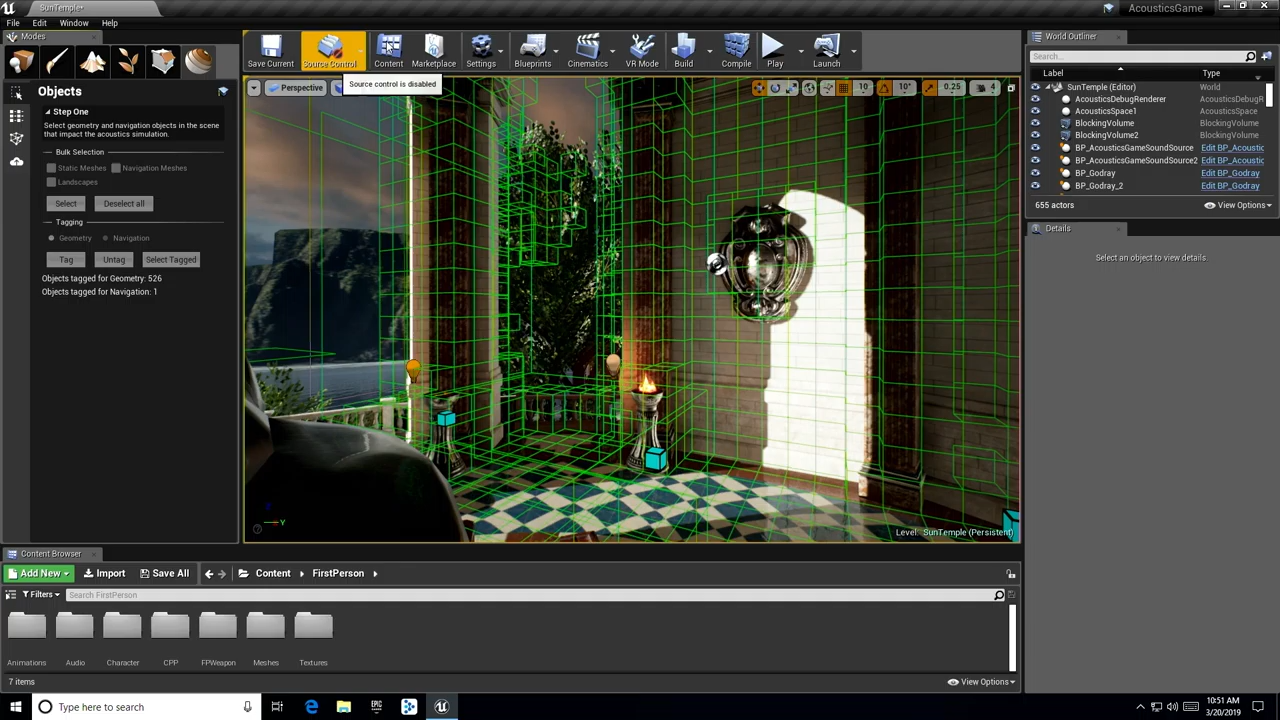 SunTemple*
AcousticsGame
File Edit Window Help
Modes
Objects
Step One
Select geometry and navigation objects in the scene
that impact the acoustics simulation.
Bulk Selection
Static Meshes Navigation Meshes
Landscapes
Select Deselect all
Tagging
Geometry Navigation
Tag Untag Select Tagged
Objects tagged for Geometry: 526
Objects tagged for Navigation: 1
Save Current Source Control Content Marketplace Settings Blueprints Cinematics VR Mode Build Compile Play Launch
Source control is disabled
Perspective
10 10° 0.25 4
Y
Level: SunTemple (Persistent)
World Outliner
Search...
Label Type
SunTemple (Editor) World
AcousticsDebugRenderer AcousticsDebugR
AcousticsSpace1 AcousticsSpace
BlockingVolume BlockingVolume
BlockingVolume2 BlockingVolume
BP_AcousticsGameSoundSource Edit BP_Acoustic
BP_AcousticsGameSoundSource2 Edit BP_Acoustic
BP_Godray Edit BP_Godray
BP_Godray_2 Edit BP_Godray
655 actors View Options
Details
Select an object to view details.
Content Browser
Add New Import Save All Content FirstPerson
Filters Search FirstPerson
Animations Audio Character CPP FPWeapon Meshes Textures
7 items View Options
Type here to search
EPIC
10:51 AM
3/20/2019